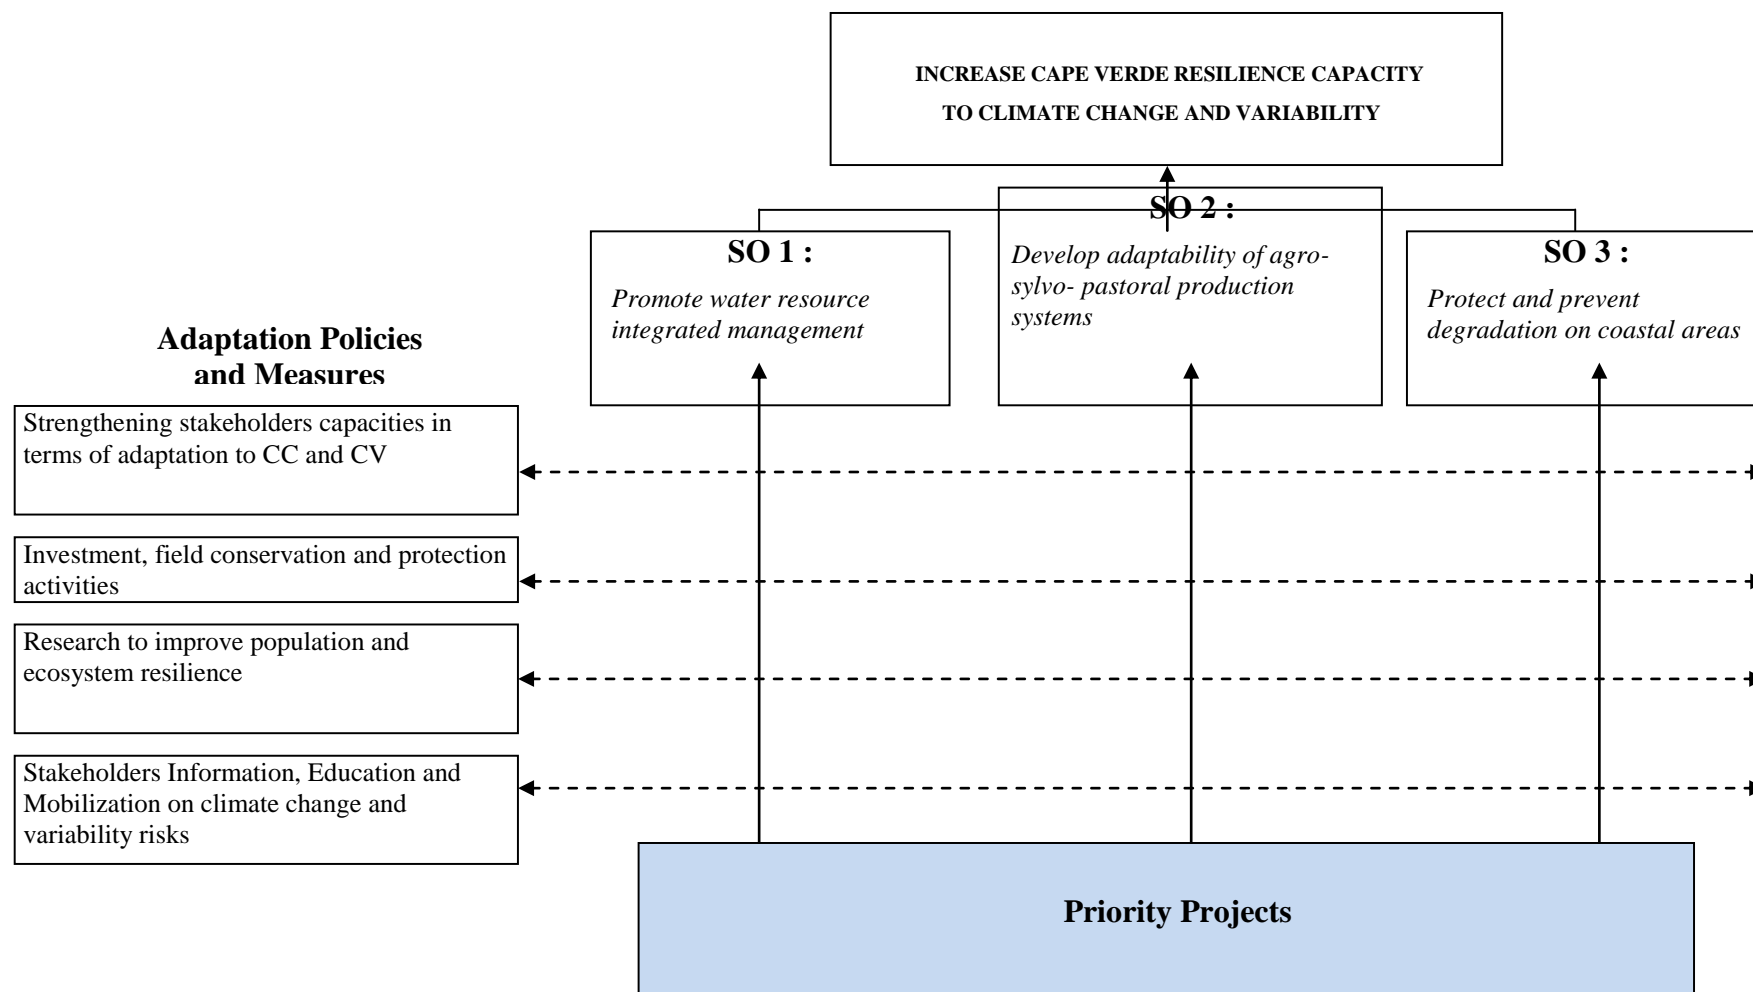 INCREASE CAPE VERDE RESILIENCE CAPACITY
TO CLIMATE CHANGE AND VARIABILITY
SO 1 :
Promote water resource
integrated management
SO 2 :
Develop adaptability of agro-
sylvo- pastoral production
systems
SO 3 :
Protect and prevent
degradation on coastal areas
Adaptation Policies
and Measures
Strengthening stakeholders capacities in
terms of adaptation to CC and CV
Investment, field conservation and protection
activities
Research to improve population and
ecosystem resilience
Stakeholders Information, Education and
Mobilization on climate change and
variability risks
Priority Projects